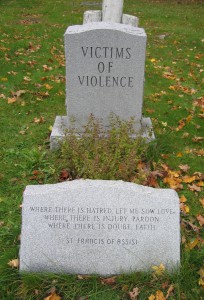 VICTIMS
OF
VIOLENCE
WHERE THERE IS HATRED, LET ME SOW LOVE
WHERE THERE IS INJURY, PARDON
WHERE THERE IS DOUBT, FAITH
ST. FRANCIS OF ASSISI